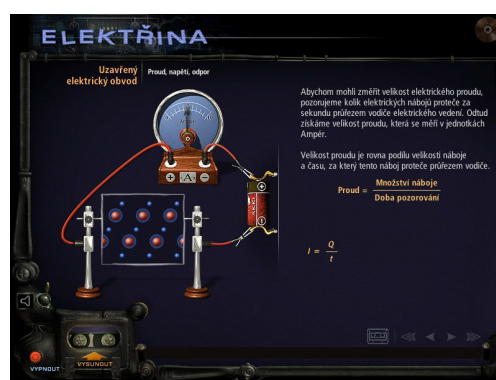 ELEKTŘINA
Uzavřený
elektrický obvod
Proud, napětí, odpor
Abychom mohli změřit velikost elektrického proudu,
pozorujeme kolik elektrických nábojů proteče za
sekundu průřezem vodiče elektrického vedení. Odtud
získáme velikost proudu, která se měří v jednotkách
Ampér.
Velikost proudu je rovna podílu velikosti náboje
a času, za který tento náboj proteče průřezem vodiče.
Proud = Množství náboje
Doba pozorování
I = Q
t
+ A -
VYPNOUT
VYSUNOUT